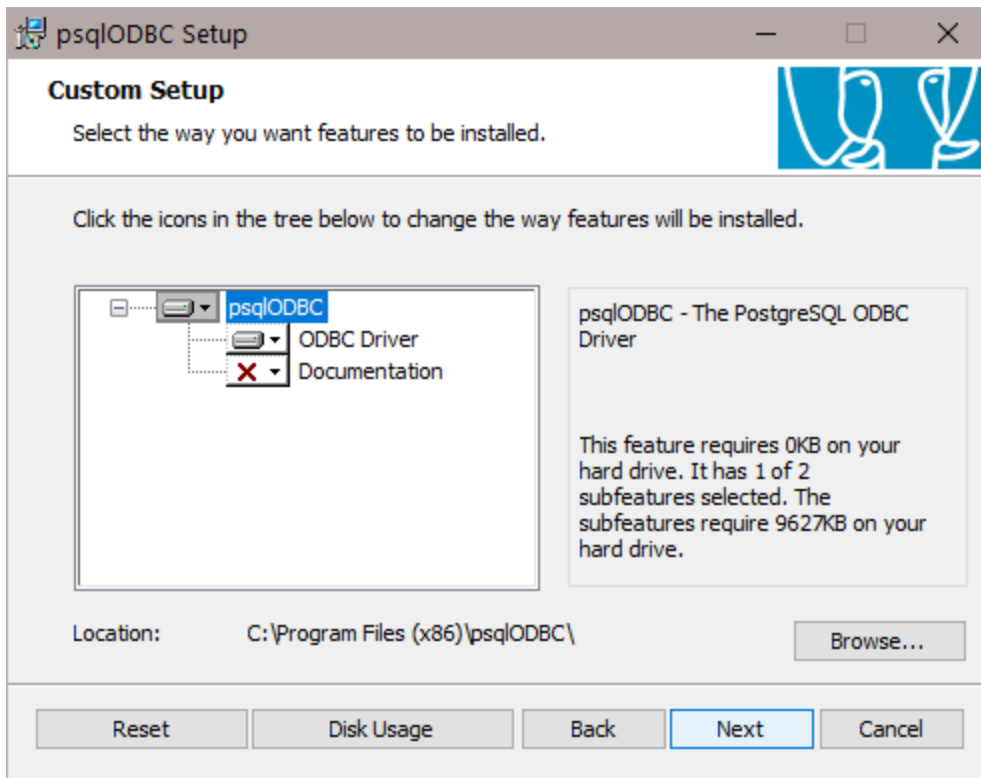 psqlODBC Setup
Custom Setup
Select the way you want features to be installed.
Click the icons in the tree below to change the way features will be installed.
psqlODBC
ODBC Driver
Documentation
psqlODBC - The PostgreSQL ODBC
Driver
This feature requires 0KB on your
hard drive. It has 1 of 2
subfeatures selected. The
subfeatures require 9627KB on your
hard drive.
Location: C:\Program Files (x86)\psqlODBC\
Browse...
Reset Disk Usage Back Next Cancel